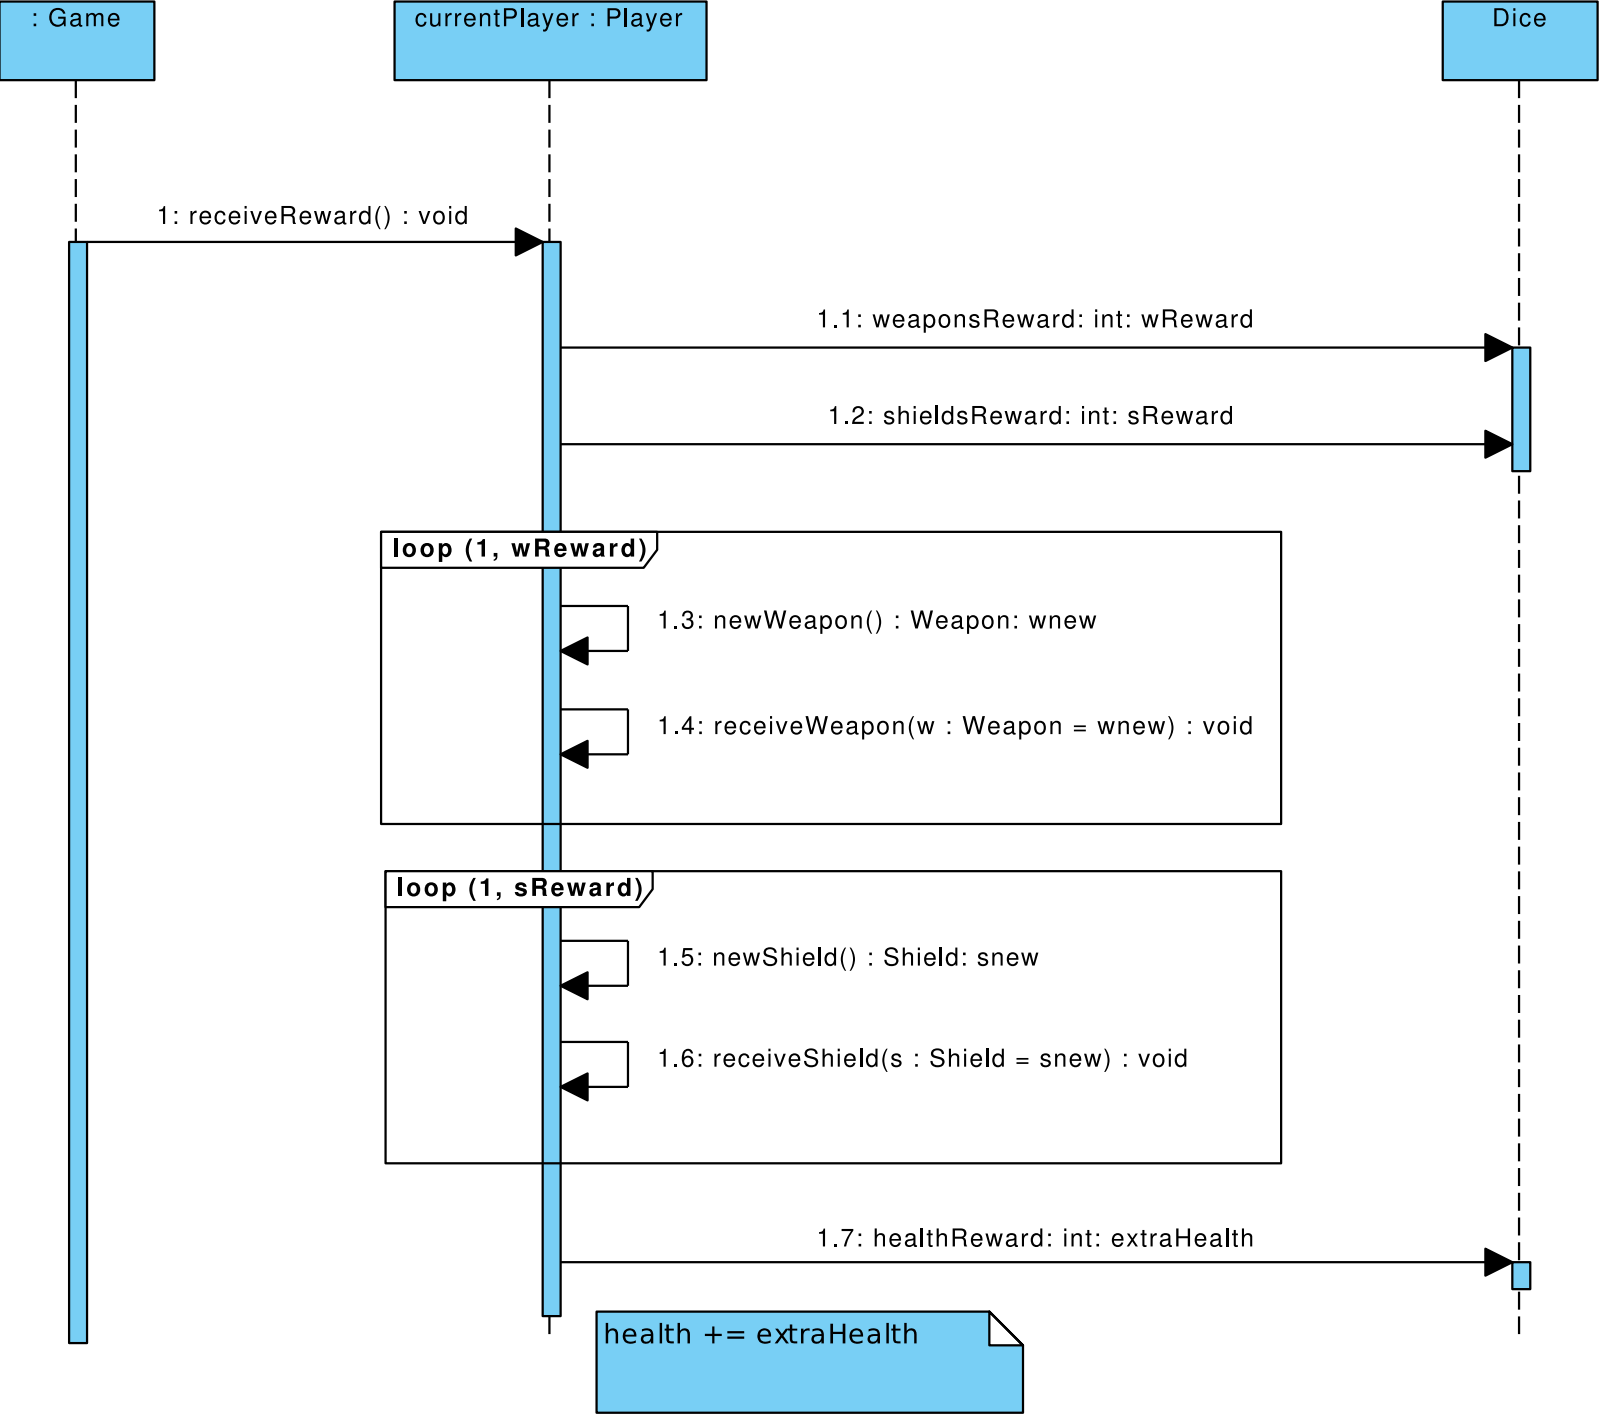 : Game
currentPlayer : Player
Dice
1: receiveReward() : void
1.1: weaponsReward: int: wReward
1.2: shieldsReward: int: sReward
loop (1, wReward)
1.3: newWeapon() : Weapon: wnew
1.4: receiveWeapon(w : Weapon = wnew) : void
loop (1, sReward)
1.5: newShield() : Shield: snew
1.6: receiveShield(s : Shield = snew) : void
1.7: healthReward: int: extraHealth
health += extraHealth